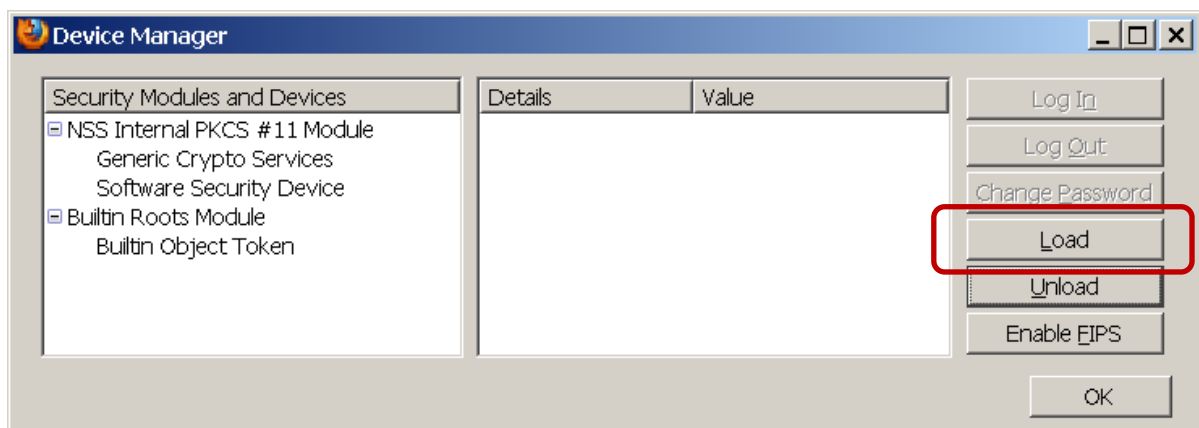 Device Manager
Security Modules and Devices
NSS Internal PKCS #11 Module
Generic Crypto Services
Software Security Device
Builtin Roots Module
Builtin Object Token
Details Value
Log In
Log Out
Change Password
Load
Unload
Enable FIPS
OK